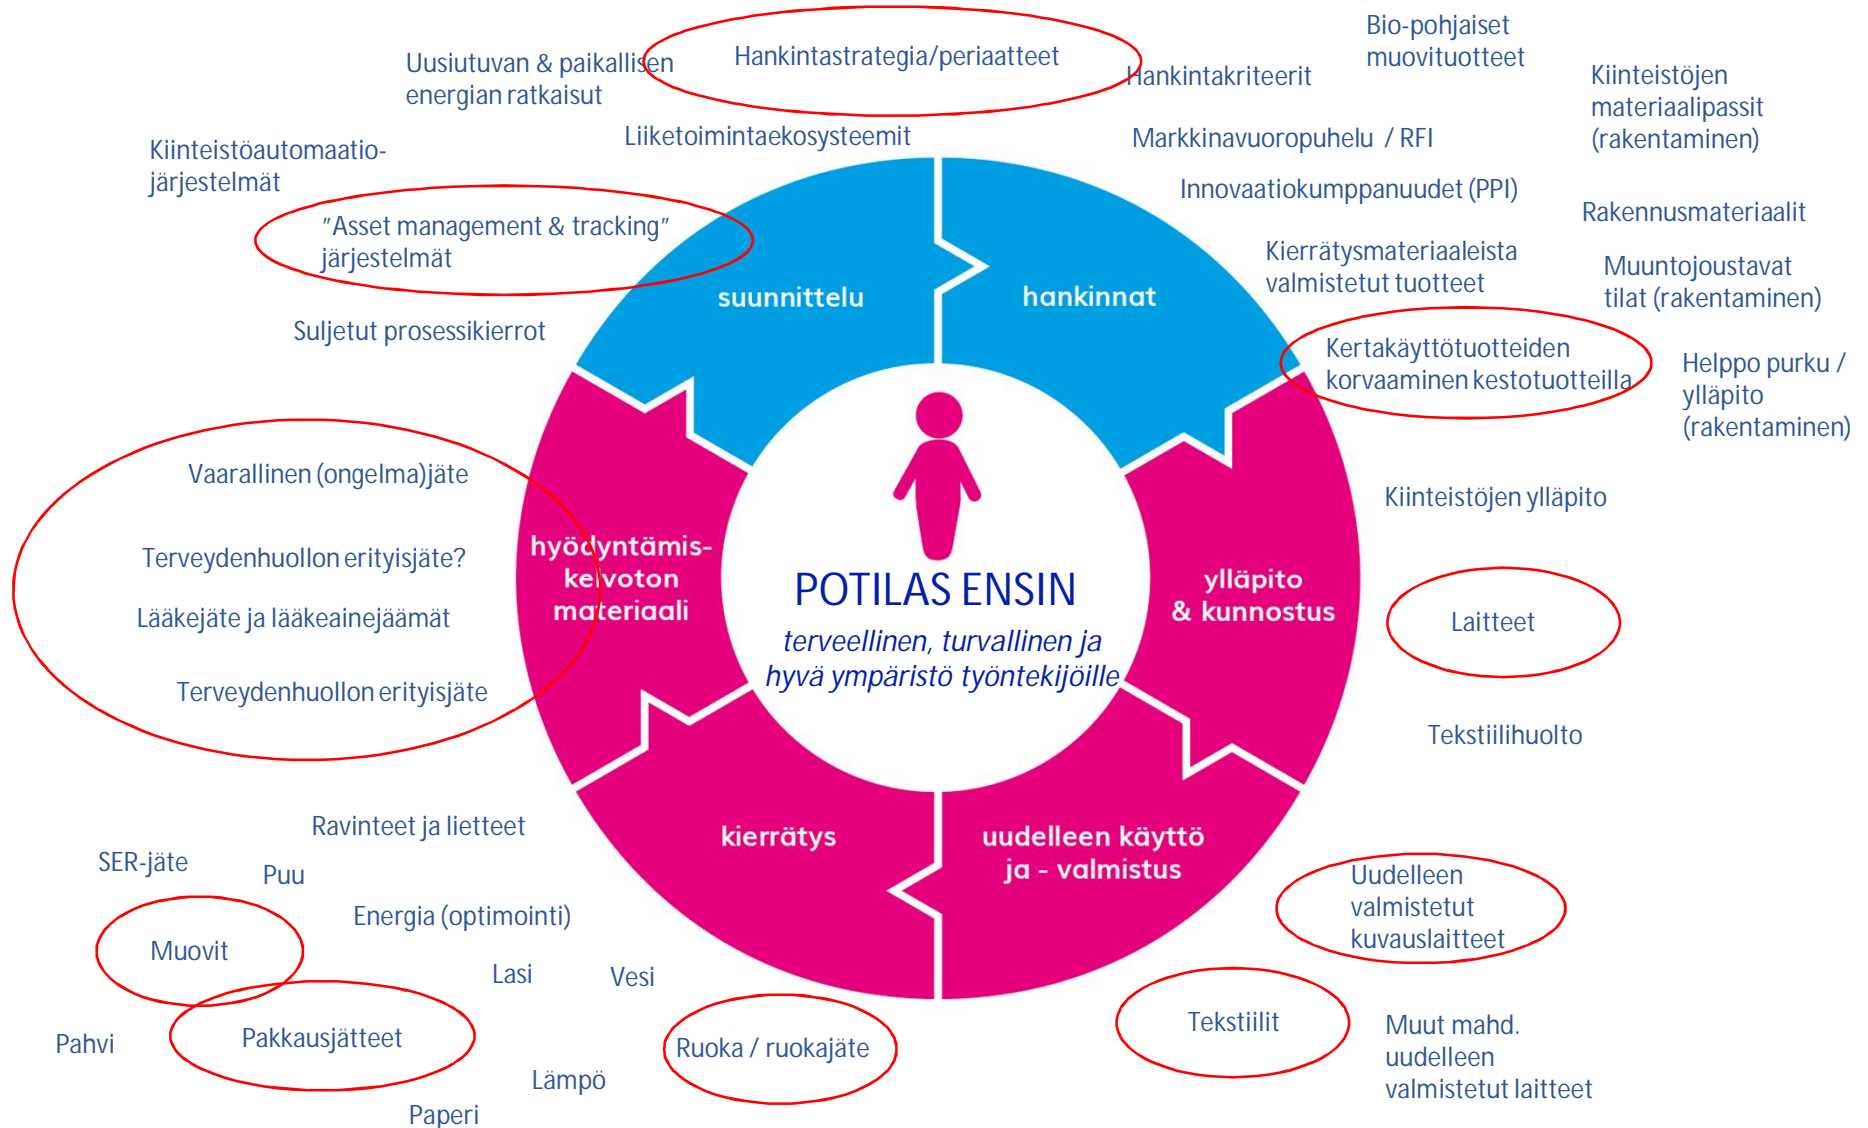 Uusiutuvan & paikallisen
energian ratkaisut
Hankintastrategia/periaatteet
Bio-pohjaiset
muovituotteet
Hankintakriteerit
Kiinteistöjen
materiaalipassit
(rakentaminen)
Kiinteistöautomaatio-
järjestelmät
Liiketoimintaekosysteemit
Markkinavuoropuhelu / RFI
Innovaatiokumppanuudet (PPI)
Rakennusmateriaalit
"Asset management & tracking"
järjestelmät
Kierrätysmateriaaleista
valmistetut tuotteet
Muuntojoustavat
tilat (rakentaminen)
suunnittelu
hankinnat
Suljetut prosessikierrot
Kertakäyttötuotteiden
korvaaminen kestotuotteilla
Helppo purku /
ylläpito
(rakentaminen)
Vaarallinen (ongelma)jäte
Terveydenhuollon erityisjäte?
Lääkejäte ja lääkeainejäämät
Terveydenhuollon erityisjäte
hyödyntämis-
kelvoton
materiaali
POTILAS ENSIN
terveellinen, turvallinen ja
hyvä ympäristö työntekijöille
ylläpito
& kunnostus
Kiinteistöjen ylläpito
Laitteet
Tekstiilihuolto
kierrätys
uudelleen käyttö
ja - valmistus
Ravinteet ja lietteet
SER-jäte
Puu
Energia (optimointi)
Muovit
Lasi
Vesi
Pahvi
Pakkausjätteet
Ruoka / ruokajäte
Lämpö
Paperi
Uudelleen
valmistetut
kuvauslaitteet
Tekstiilit
Muut mahd.
uudelleen
valmistetut laitteet